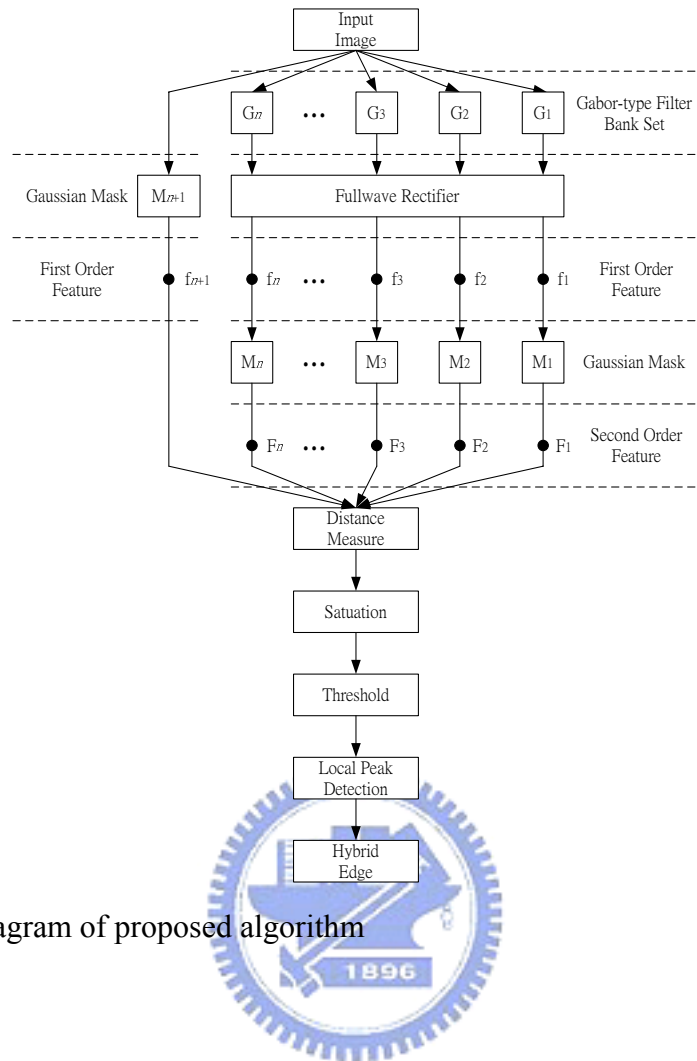 Input
Image
Gn ••• G3 G2 G1
Gabor-type Filter
Bank Set
Gaussian Mask Mn+1 Fullwave Rectifier
First Order
Feature
fn+1 fn ••• f3 f2 f1
First Order
Feature
Mn ••• M3 M2 M1 Gaussian Mask
Fn ••• F3 F2 F1
Second Order
Feature
Distance
Measure
Satuation
Threshold
Local Peak
Detection
Hybrid
Edge
agram of proposed algorithm
1896